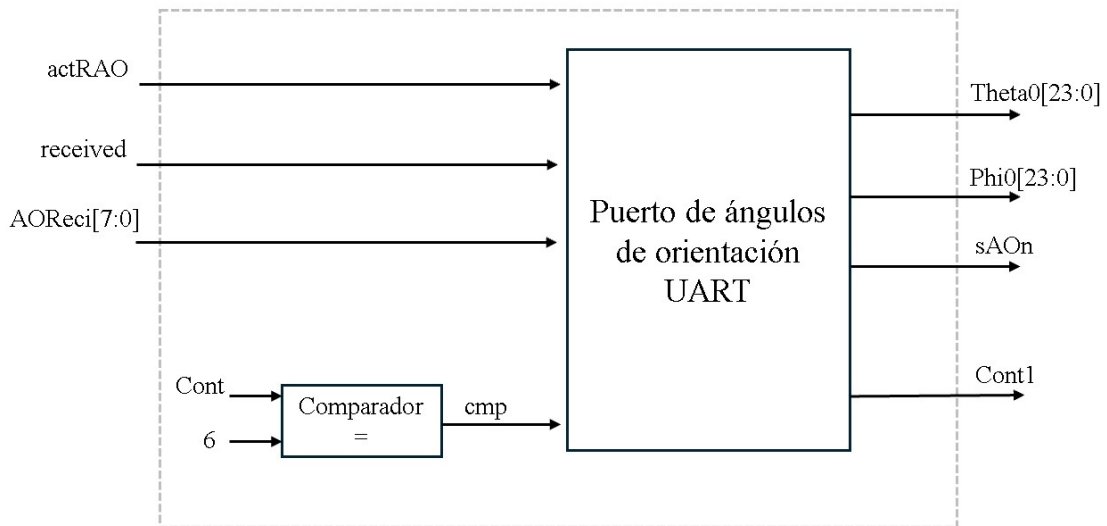 actRAO
received
AOReci[7:0]
Cont
6
Comparador
=
cmp
Puerto de ángulos
de orientación
UART
Theta0[23:0]
Phi0[23:0]
sAOn
Cont1